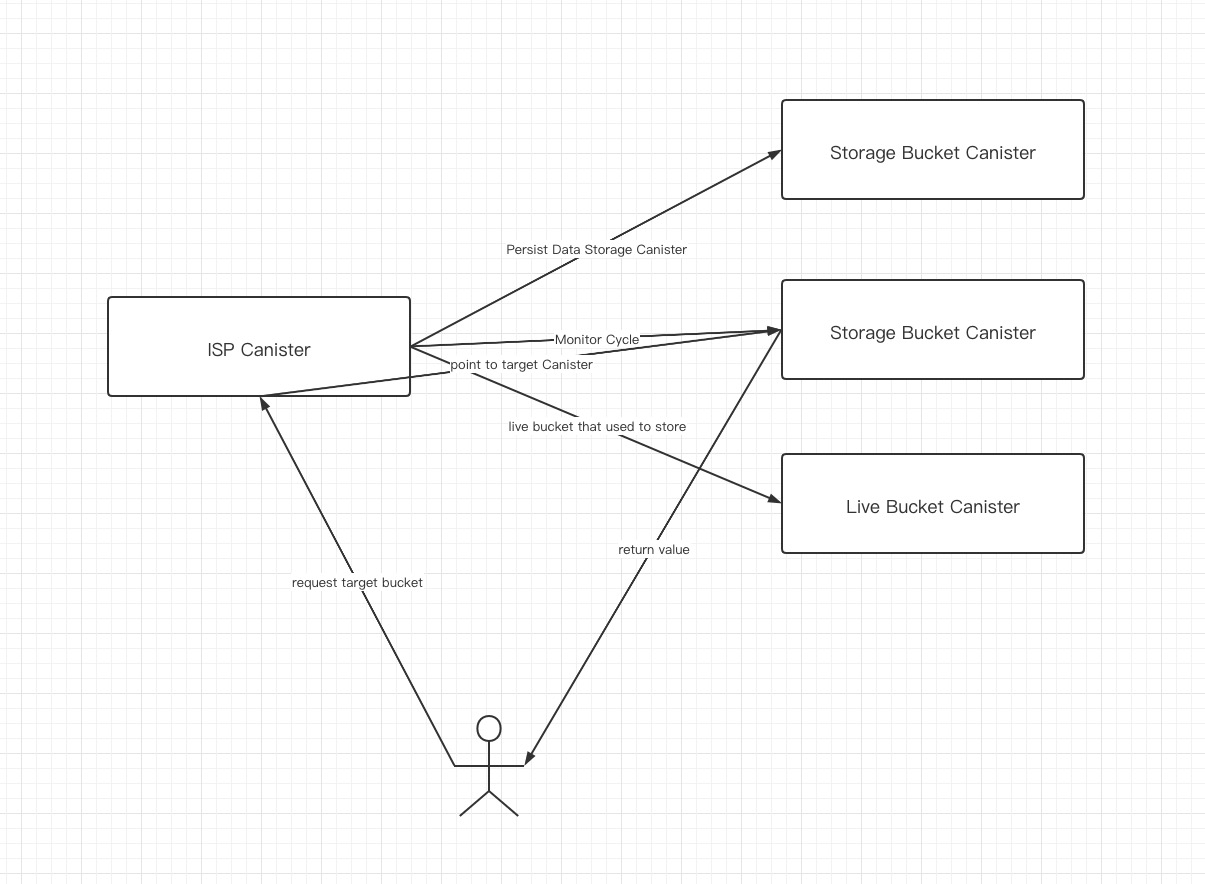 Storage Bucket Canister
Persist Data Storage Canister
Storage Bucket Canister
ISP Canister
Monitor Cycle
point to target Canister
live bucket that used to store
Live Bucket Canister
return value
request target bucket